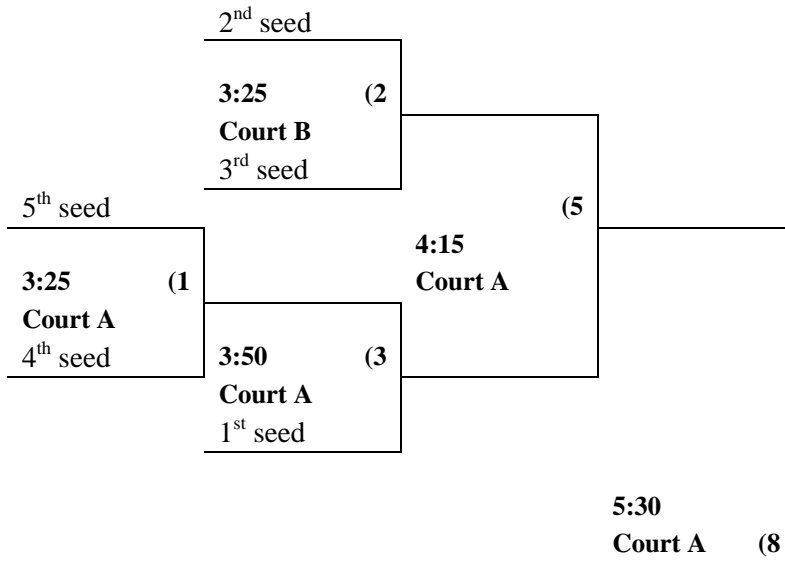 2nd seed
3:25 (2
Court B
3rd seed
5th seed
(5
4:15
3:25 (1
Court A
Court A
4th seed
3:50 (3
Court A
1st seed
5:30
Court A (8